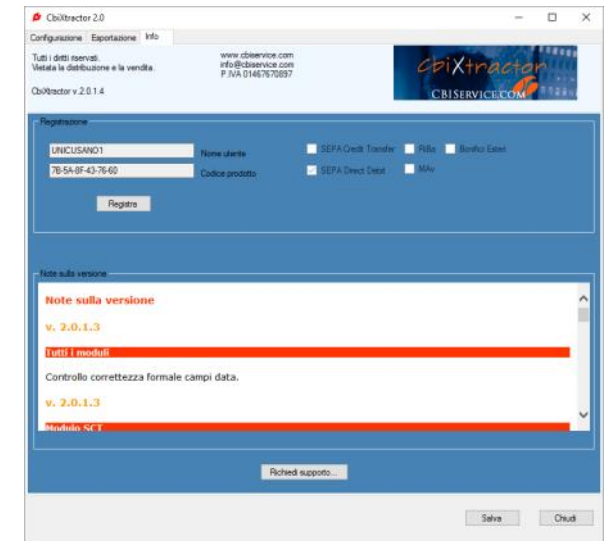 CbiXtractor 2.0
Configurazione Esportazione Info
Tutti i diritti riservati.
Vietata la distribuzione e la vendita.
CbiXtractor v.2.0.1.4
www.cbiservice.com
info@cbiservice.com
P.IVA 01467670897
CbiXtractor
CBISERVICE.COM
Registrazione
UNICUSANO1 Nome utente
7B-5A-8F-43-76-60 Codice prodotto
SEPA Credit Transfer RiBa Bonifici Esteri
SEPA Direct Debit MAv
Registra
Note sulla versione
Note sulla versione
v. 2.0.1.3
Tutti i moduli
Controllo correttezza formale campi data.
v. 2.0.1.3
Modulo SCT
Richiedi supporto...
Salva Chiudi